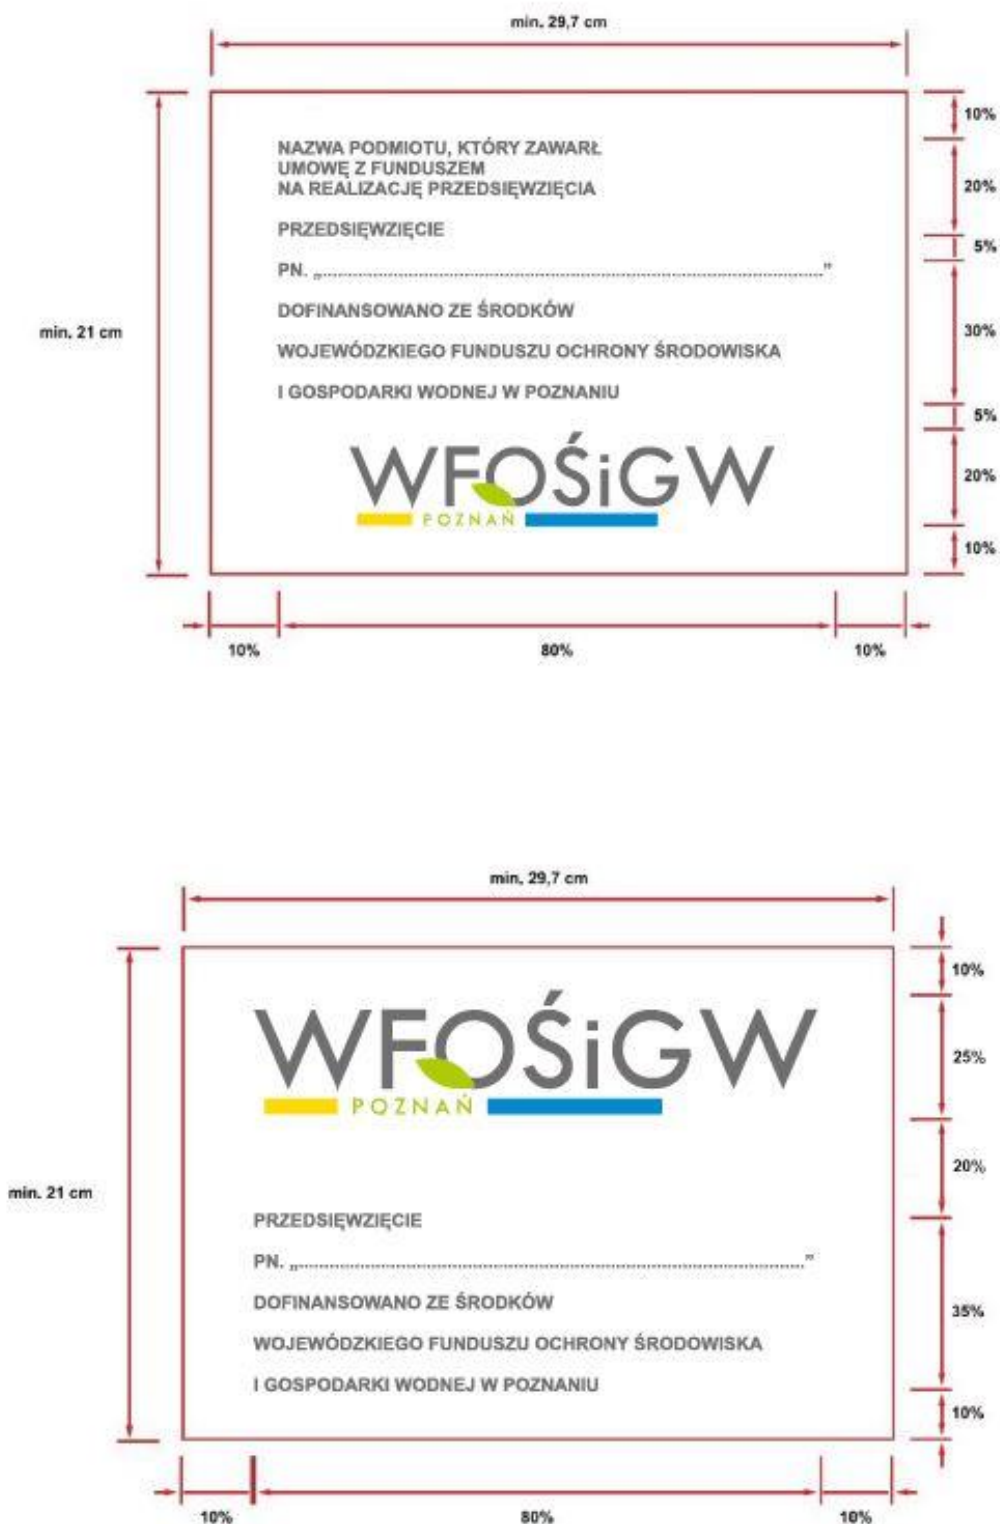 min. 29,7 cm
10%
NAZWA PODMIOTU, KTÓRY ZAWARŁ
UMOWĘ Z FUNDUSZEM
NA REALIZACJĘ PRZEDSIĘWZIĘCIA
20%
PRZEDSIĘWZIĘCIE
5%
PN. „..........................................................................................”
DOFINANSOWANO ZE ŚRODKÓW
min. 21 cm
30%
WOJEWÓDZKIEGO FUNDUSZU OCHRONY ŚRODOWISKA
I GOSPODARKI WODNEJ W POZNANIU
5%
WFOŚiGW
20%
POZNAŃ
10%
10%
80%
10%
min. 29,7 cm
10%
WFOŚiGW
25%
POZNAŃ
20%
min. 21 cm
PRZEDSIĘWZIĘCIE
PN. „..........................................................................................”
DOFINANSOWANO ZE ŚRODKÓW
35%
WOJEWÓDZKIEGO FUNDUSZU OCHRONY ŚRODOWISKA
I GOSPODARKI WODNEJ W POZNANIU
10%
10%
80%
10%